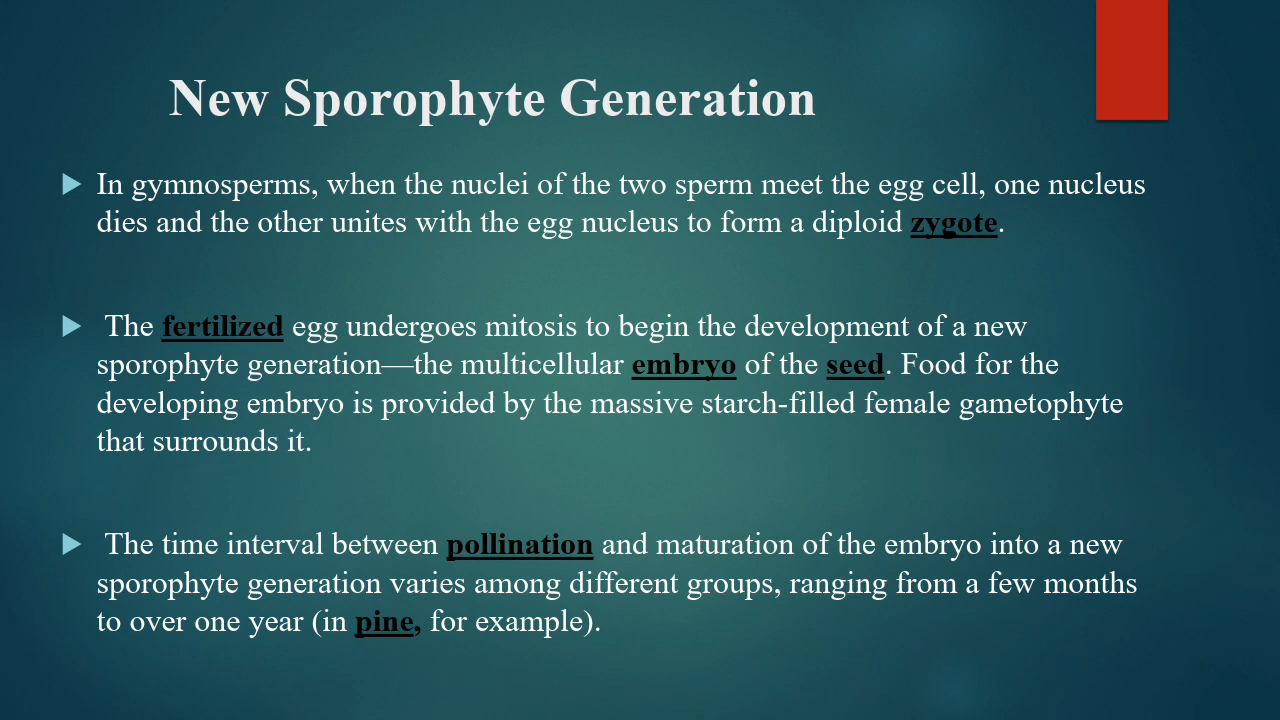 New Sporophyte Generation
In gymnosperms, when the nuclei of the two sperm meet the egg cell, one nucleus
dies and the other unites with the egg nucleus to form a diploid zygote.
The fertilized egg undergoes mitosis to begin the development of a new
sporophyte generation—the multicellular embryo of the seed. Food for the
developing embryo is provided by the massive starch-filled female gametophyte
that surrounds it.
The time interval between pollination and maturation of the embryo into a new
sporophyte generation varies among different groups, ranging from a few months
to over one year (in pine, for example).